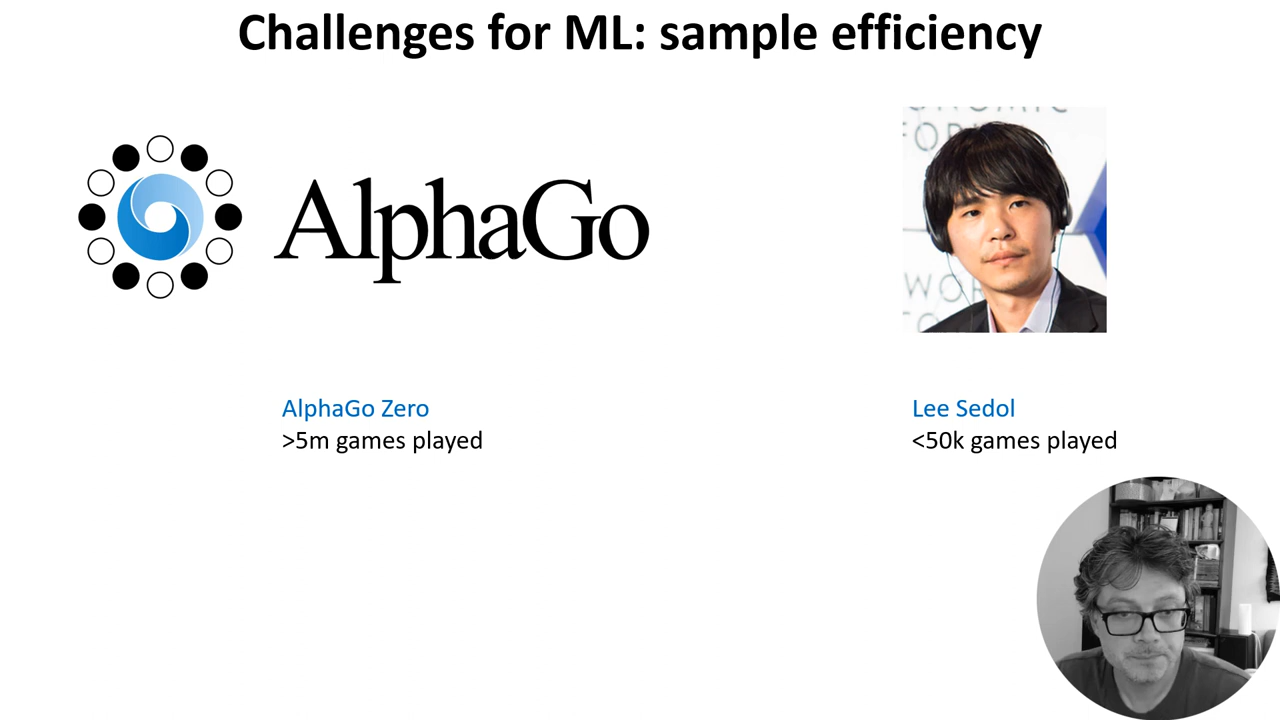 Challenges for ML: sample efficiency
AlphaGo
AlphaGo Zero
>5m games played
Lee Sedol
<50k games played